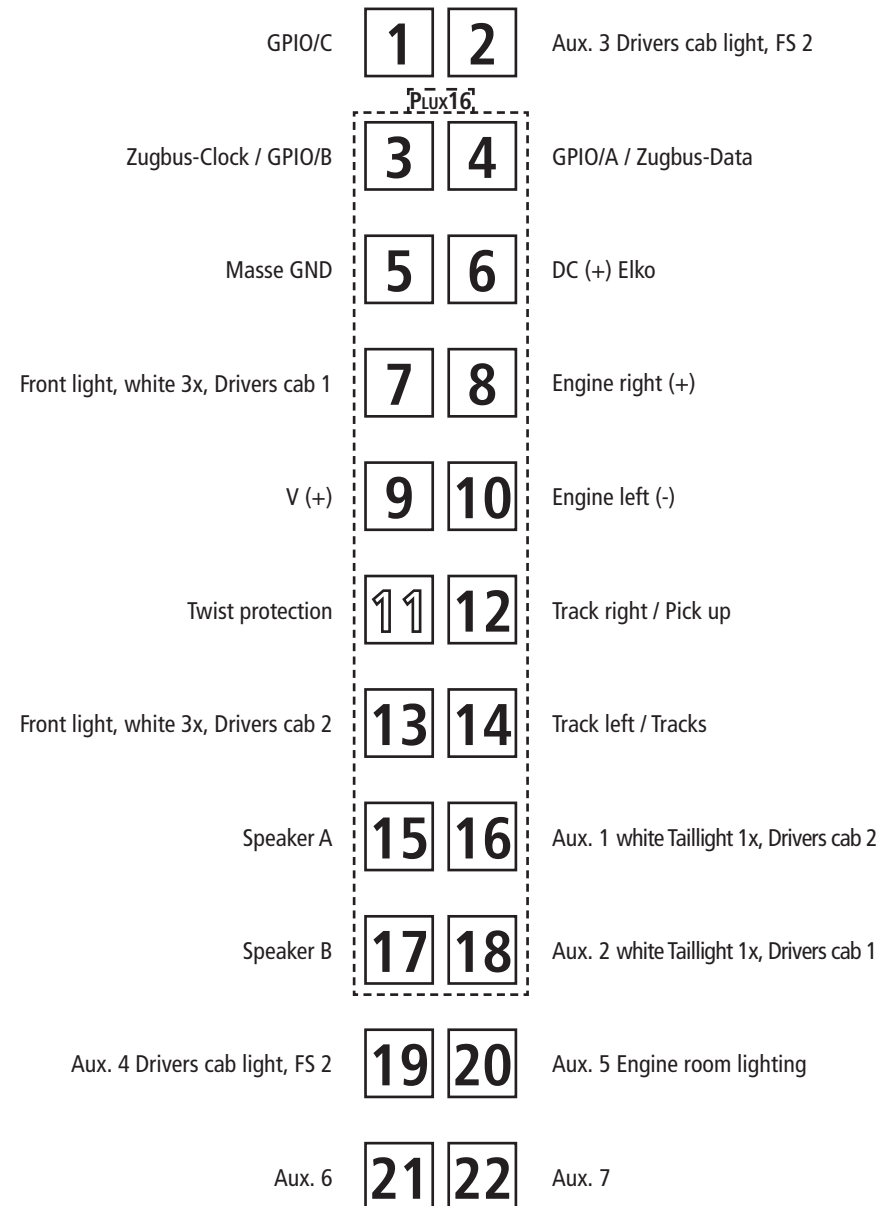 GPIO/C 1 2 Aux. 3 Drivers cab light, FS 2
PLUX16
Zugbus-Clock / GPIO/B 3 4 GPIO/A / Zugbus-Data
Masse GND 5 6 DC (+) Elko
Front light, white 3x, Drivers cab 1 7 8 Engine right (+)
V (+) 9 10 Engine left (-)
Twist protection 11 12 Track right / Pick up
Front light, white 3x, Drivers cab 2 13 14 Track left / Tracks
Speaker A 15 16 Aux. 1 white Taillight 1x, Drivers cab 2
Speaker B 17 18 Aux. 2 white Taillight 1x, Drivers cab 1
Aux. 4 Drivers cab light, FS 2 19 20 Aux. 5 Engine room lighting
Aux. 6 21 22 Aux. 7